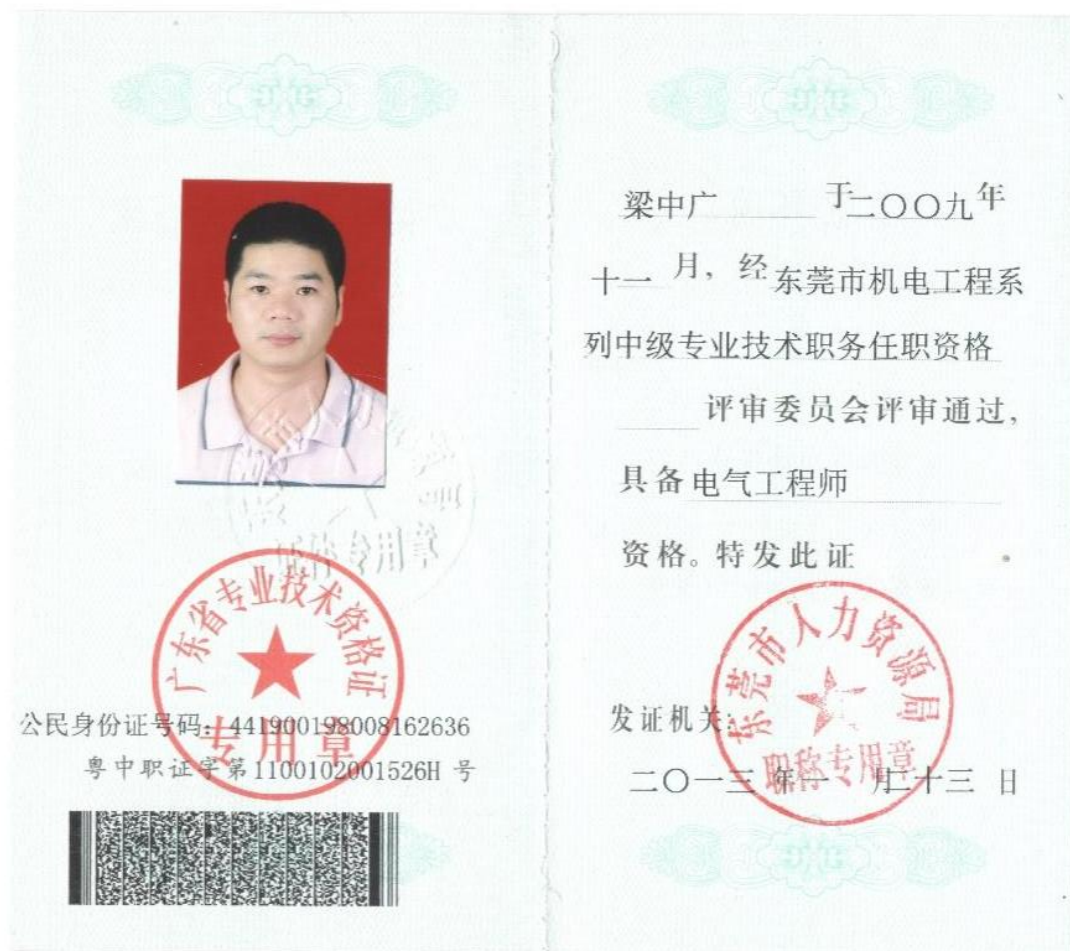 广东省专业技术资格证
专用章
公民身份证号码：441900198008162636
粤中职证字第1100102001526H 号
梁中广 于二〇〇九年
十一 月，经东莞市机电工程系
列中级专业技术职务任职资格
评审委员会评审通过，
具备电气工程师
资格。特发此证
东莞市人力资源局
职称专用章
发证机关：
二〇一三 年 一 月二十三 日